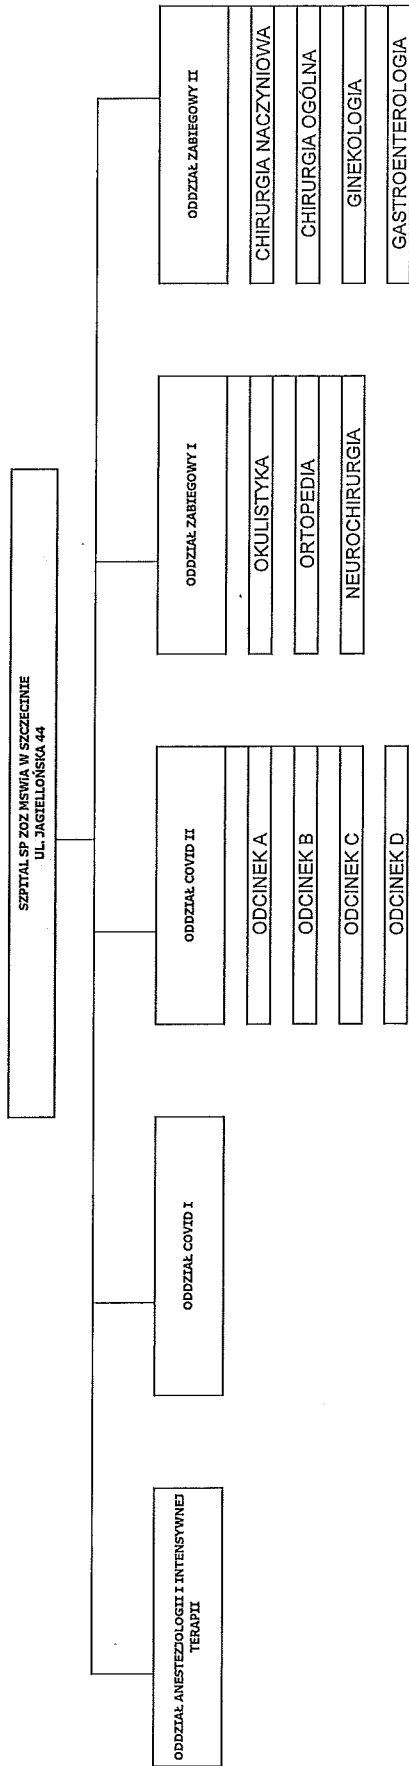 SZPITAL SP ZOZ MSWiA W SZCZECINIE
UL. JAGIELLOŃSKA 44
ODDZIAŁ ANESTEZJOLOGII I INTENSYWNEJ
TERAPII
ODDZIAŁ COVID I
ODDZIAŁ COVID II
ODCINEK A
ODCINEK B
ODCINEK C
ODCINEK D
ODDZIAŁ ZABIEGOWY I
OKULISTYKA
ORTOPEDIA
NEUROCHIRURGIA
ODDZIAŁ ZABIEGOWY II
CHIRURGIA NACZYNIOWA
CHIRURGIA OGÓLNA
GINEKOLOGIA
GASTROENTEROLOGIA